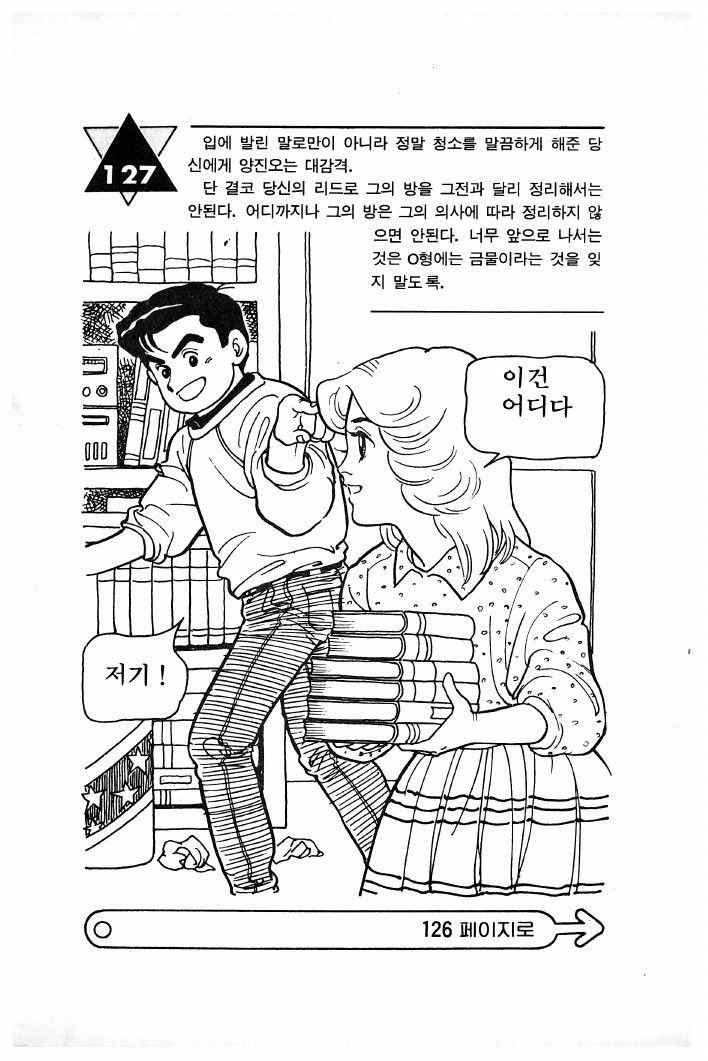 127
입에 발린 말로만이 아니라 정말 청소를 말끔하게 해준 당
신에게 양진오는 대감격.
단 결코 당신의 리드로 그의 방을 그전과 달리 정리해서는
안된다. 어디까지나 그의 방은 그의 의사에 따라 정리하지 않
으면 안된다. 너무 앞으로 나서는
것은 O형에는 금물이라는 것을 잊
지 말도록.
이건
어디다
저기!
126 페이지로